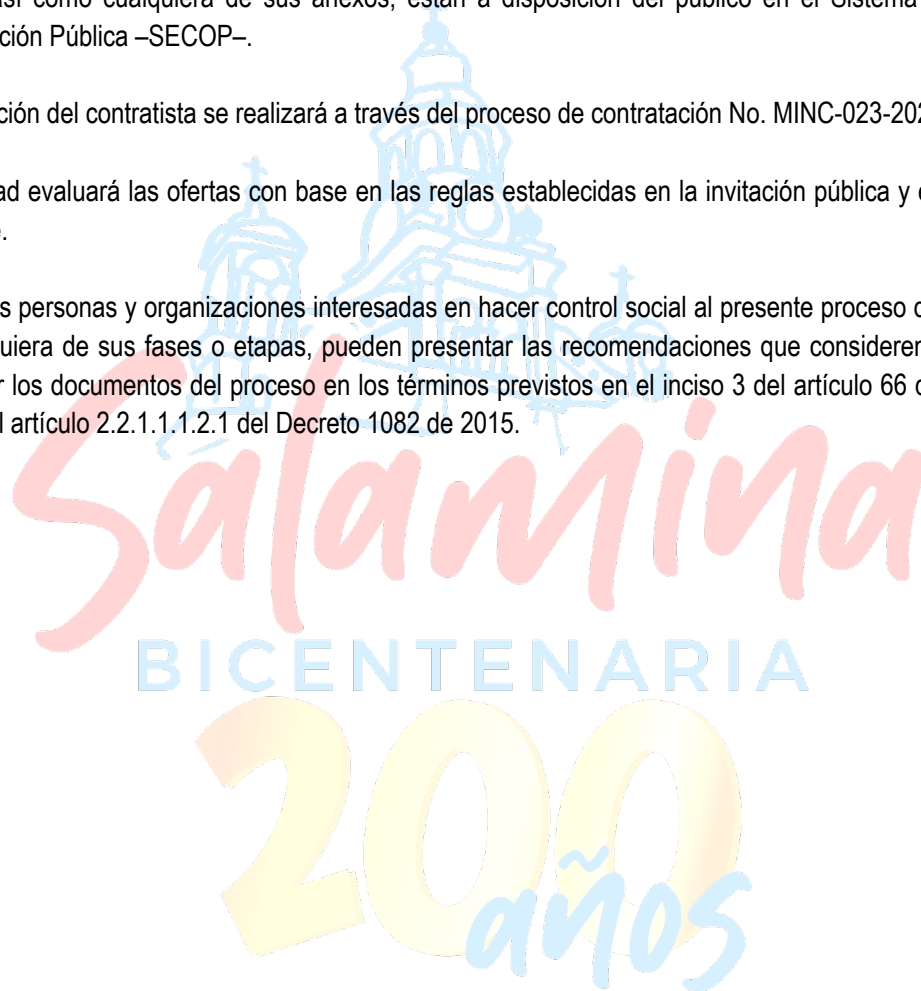 así como cualquiera de sus anexos, están a disposición del público en el Sistema
ción Pública –SECOP–.
ción del contratista se realizará a través del proceso de contratación No. MINC-023-202
ad evaluará las ofertas con base en las reglas establecidas en la invitación pública y
s personas y organizaciones interesadas en hacer control social al presente proceso
quiera de sus fases o etapas, pueden presentar las recomendaciones que consideren
r los documentos del proceso en los términos previstos en el inciso 3 del artículo 66
l artículo 2.2.1.1.1.2.1 del Decreto 1082 de 2015.
Salamina
BICENTENARIA
200
años